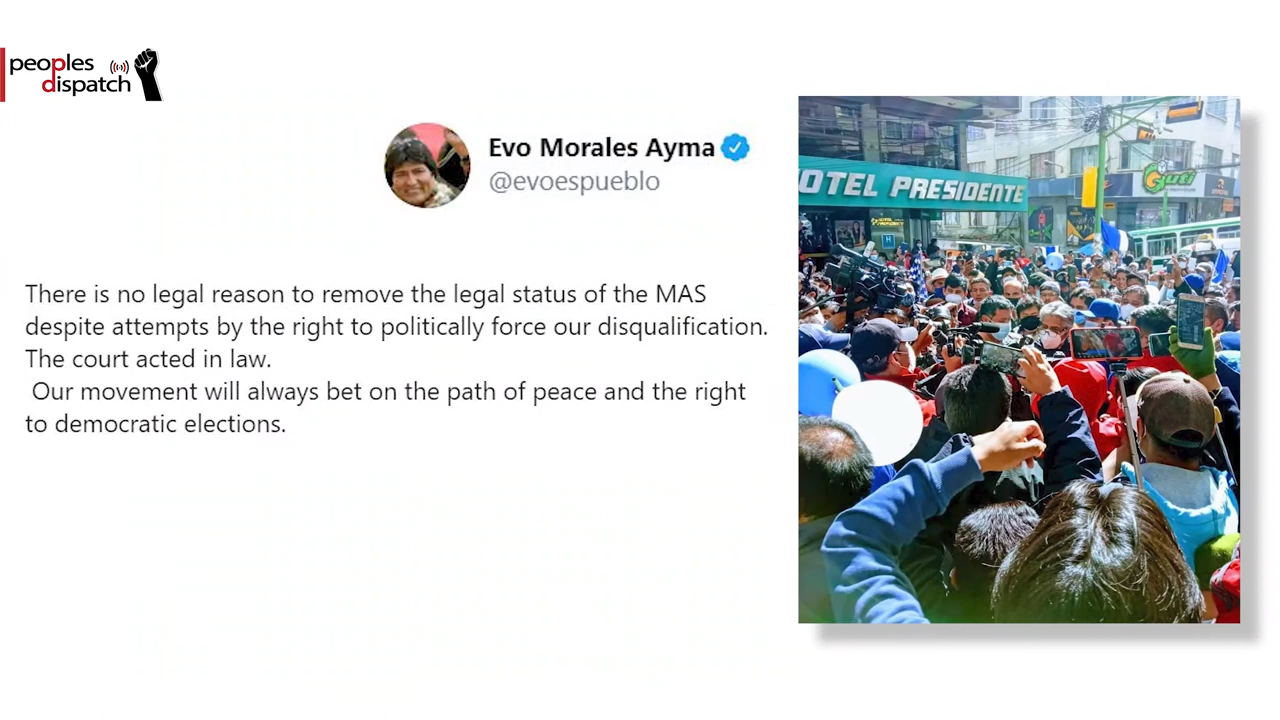 peoples
dispatch
Evo Morales Ayma
@evoespueblo
There is no legal reason to remove the legal status of the MAS
despite attempts by the right to politically force our disqualification.
The court acted in law.
Our movement will always bet on the path of peace and the right
to democratic elections.
OTEL PRESIDENTE
Guti